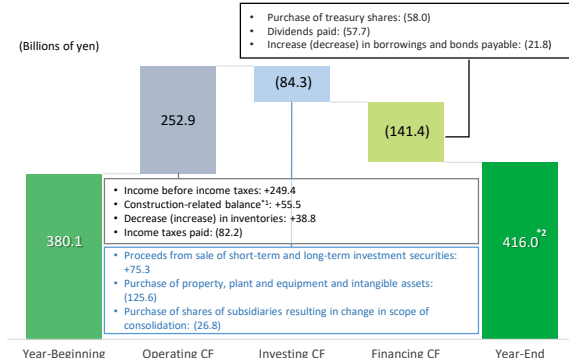 • Purchase of treasury shares: (58.0)
• Dividends paid: (57.7)
• Increase (decrease) in borrowings and bonds payable: (21.8)
(Billions of yen)
(84.3)
252.9
(141.4)
• Income before income taxes: +249.4
• Construction-related balance*1: +55.5
• Decrease (increase) in inventories: +38.8
• Income taxes paid: (82.2)
380.1
416.0*2
• Proceeds from sale of short-term and long-term investment securities:
+75.3
• Purchase of property, plant and equipment and intangible assets:
(125.6)
• Purchase of shares of subsidiaries resulting in change in scope of
consolidation: (26.8)
Year-Beginning Operating CF Investing CF Financing CF Year-End